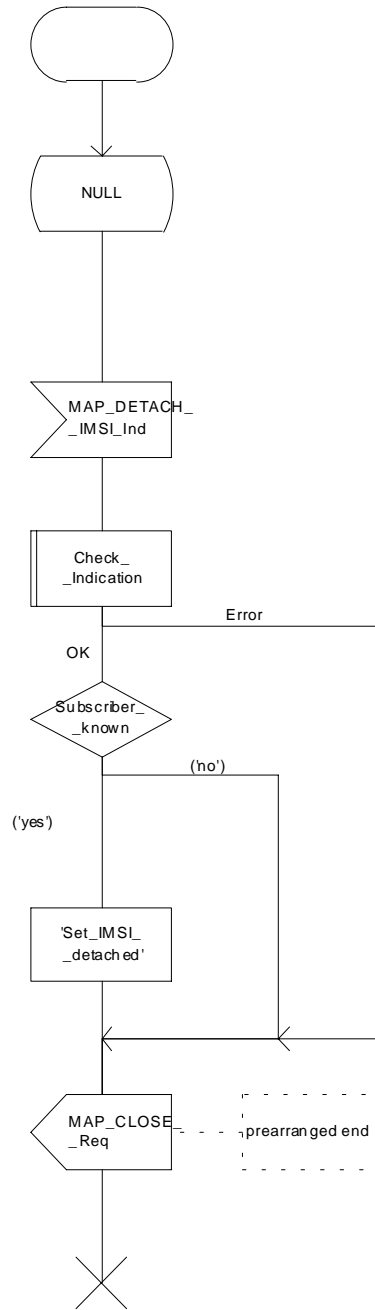 NULL
MAP_DETACH_
_IMSI_Ind
Check_
_Indication
Error
OK
Subscriber_
_known
('no')
('yes')
'Set_IMSI_
_detached'
MAP_CLOSE_
_Req
prearranged end